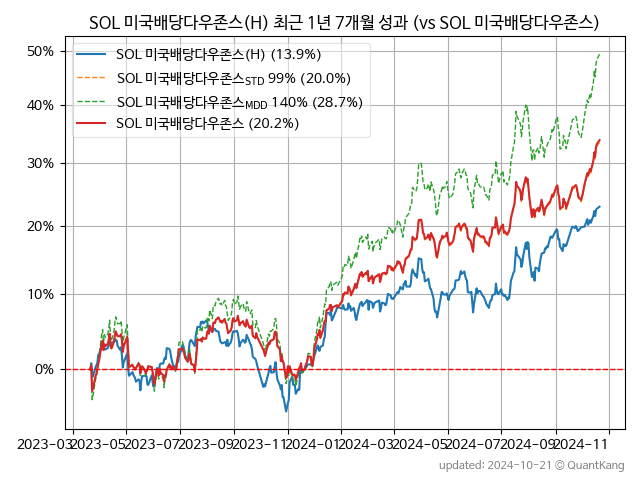 SOL 미국배당다우존스(H) 최근 1년 7개월 성과 (vs SOL 미국배당다우존스)
SOL 미국배당다우존스(H) (13.9%)
SOL 미국배당다우존스STD 99% (20.0%)
SOL 미국배당다우존스MDD 140% (28.7%)
SOL 미국배당다우존스 (20.2%)
50%
40%
30%
20%
10%
0%
2023-03 2023-05 2023-07 2023-09 2023-11 2024-01 2024-03 2024-05 2024-07 2024-09 2024-11
updated: 2024-10-21 © QuantKang